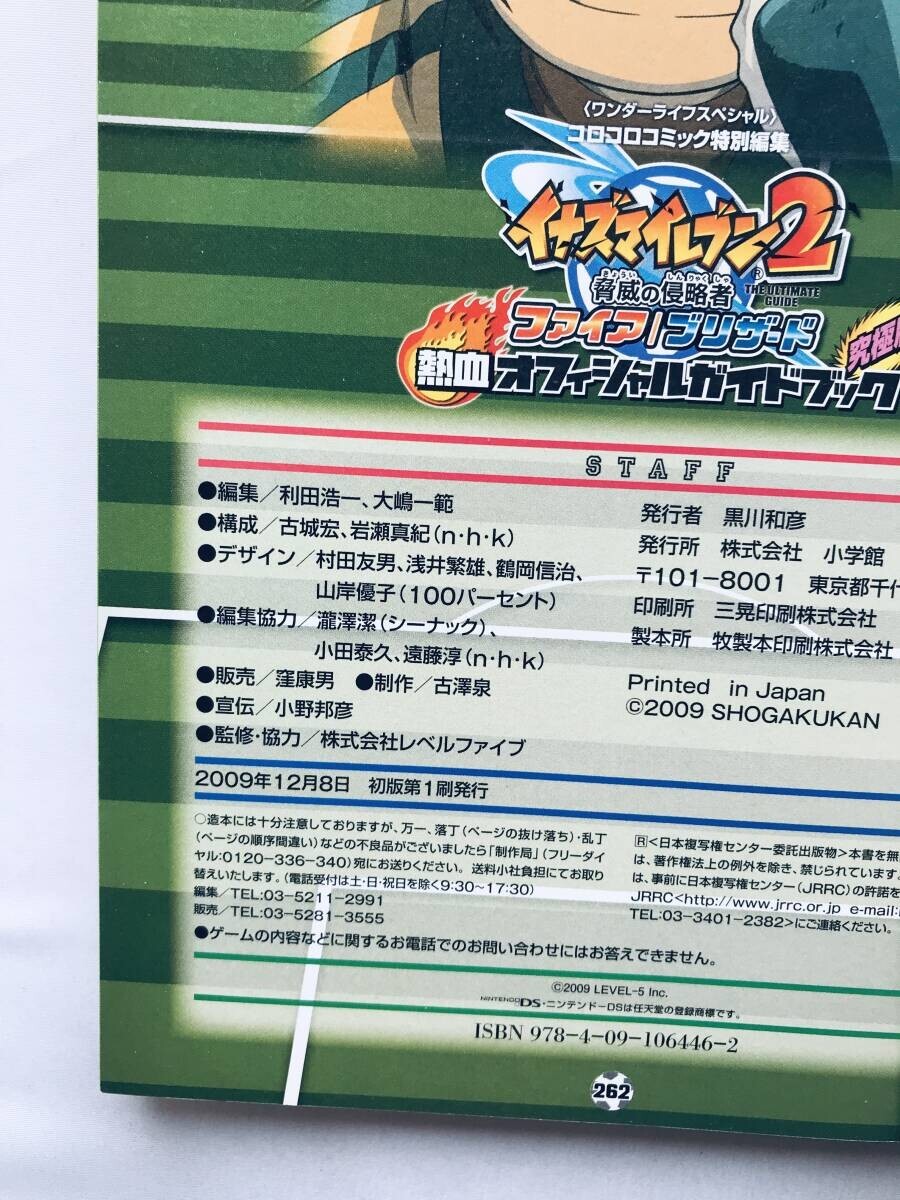 〈ワンダーライフスペシャル〉
コロコロコミック特別編集
イナズマイレブン2
®
きょうい しんりゃくしゃ
脅威の侵略者
THE ULTIMATE
GUIDE
ファイア/ブリザード
究極
熱血オフィシャルガイドブック
STAFF
●編集／利田浩一、大嶋一範
●構成／古城宏、岩瀬真紀(n・h・k)
●デザイン／村田友男、浅井繁雄、鶴岡信治、
山岸優子(100パーセント)
●編集協力／瀧澤潔(シーナック)、
小田泰久、遠藤淳(n・h・k)
●販売／窪康男 ●制作／古澤泉
●宣伝／小野邦彦
●監修・協力／株式会社レベルファイブ
発行者 黒川和彦
発行所 株式会社 小学館
〒101-8001 東京都千代
印刷所 三晃印刷株式会社
製本所 牧製本印刷株式会社
Printed in Japan
©2009 SHOGAKUKAN
2009年12月8日 初版第1刷発行
○造本には十分注意しておりますが、万一、落丁(ページの抜け落ち)・乱丁
(ページの順序間違い)などの不良品がございましたら「制作局」(フリーダイ
ヤル:0120-336-340)宛にお送りください。送料小社負担にてお取り
替えいたします。(電話受付は土・日・祝日を除く9:30〜17:30)
編集／TEL:03-5211-2991
販売／TEL:03-5281-3555
●ゲームの内容などに関するお電話でのお問い合わせにはお答えできません。
R<日本複写権センター委託出版物>本書を無
は、著作権法上の例外を除き、禁じられています。
は、事前に日本複写権センター(JRRC)の許諾を
JRRC<http://www.jrrc.or.jp e-mail:
TEL:03-3401-2382>にご連絡ください。
©2009 LEVEL-5 Inc.
NINTENDO DS・ニンテンドーDSは任天堂の登録商標です。
ISBN 978-4-09-106446-2
262